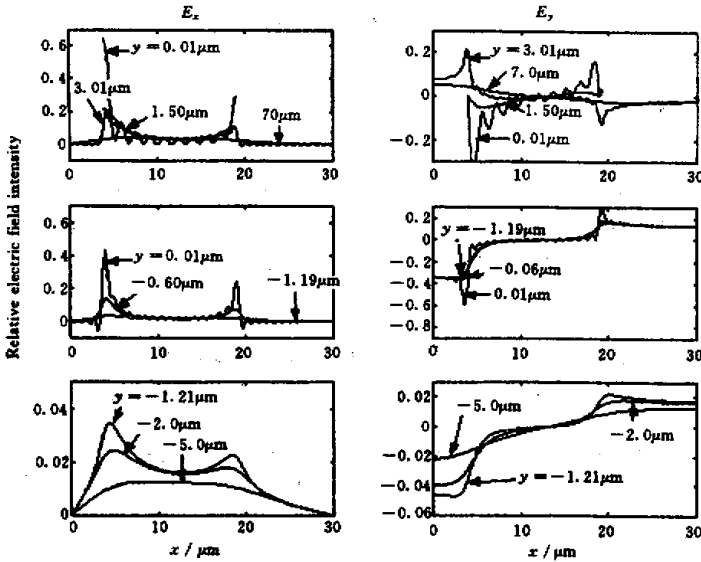 Eₓ
E_y
Relative electric field intensity
0.6
0.4
0.2
0
y=0.01μm
3.01μm
1.50μm
70μm
0 10 20 30
0.2
0
−0.2
y=3.01μm
7.0μm
1.50μm
0.01μm
0 10 20 30
0.6
0.4
0.2
0
y=0.01μm
−0.60μm
−1.19μm
0 10 20 30
0.2
0
−0.2
−0.4
−0.6
−0.8
y=−1.19μm
−0.06μm
0.01μm
0 10 20 30
0.04
0.02
0
y=−1.21μm
−2.0μm
−5.0μm
0 10 20 30
x / μm
0.02
0
−0.02
−0.04
−0.06
−5.0μm
−2.0μm
y=−1.21μm
0 10 20 30
x / μm